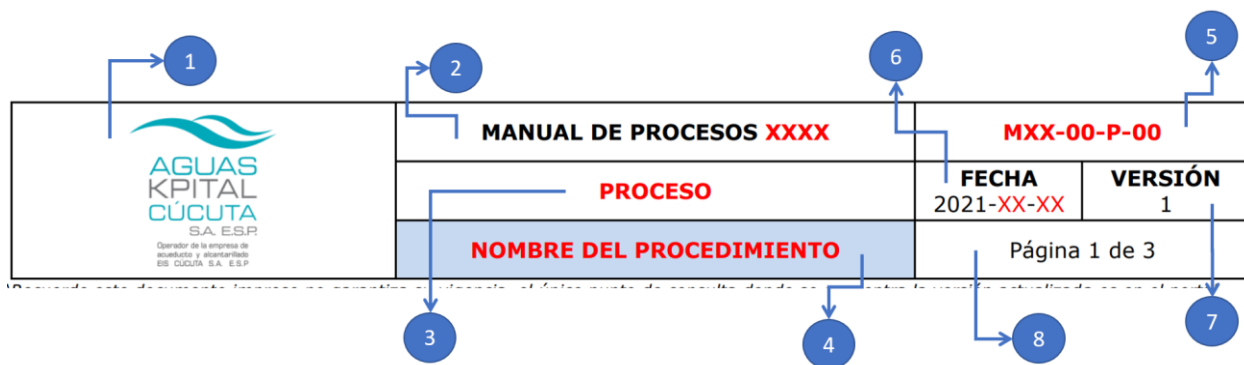 1
2
6
5
MANUAL DE PROCESOS XXXX
MXX-00-P-00
AGUAS
KPITAL
CÚCUTA
S.A. E.S.P.
Operador de la empresa de
acueducto y alcantarillado
EIS CÚCUTA S.A. E.S.P
PROCESO
FECHA
2021-XX-XX
VERSIÓN
1
NOMBRE DEL PROCEDIMIENTO
Página 1 de 3
3
4
8
7